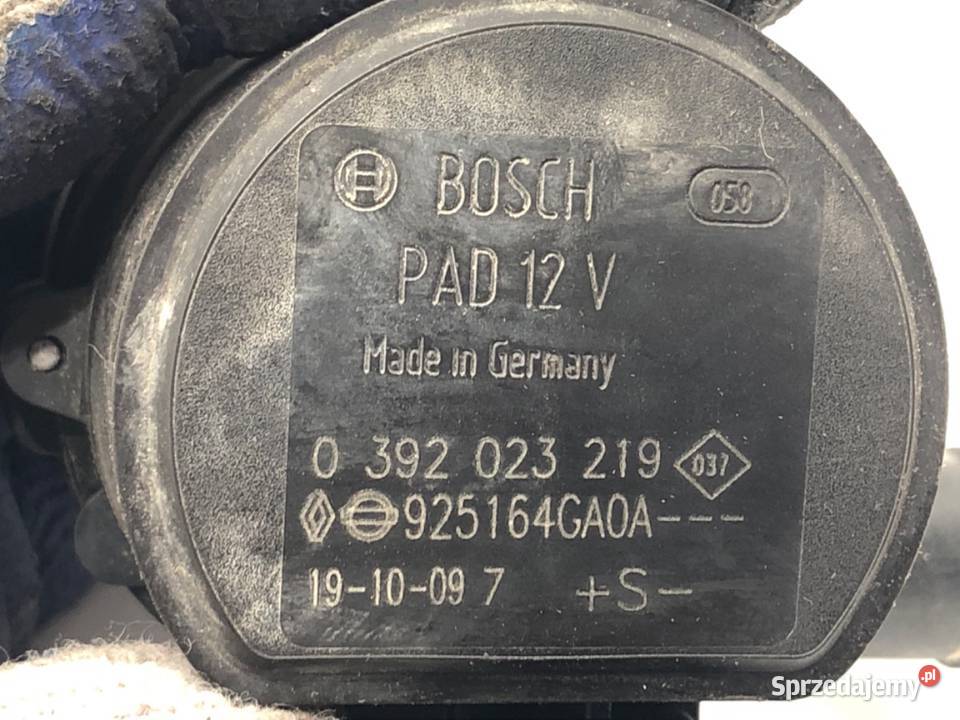 BOSCH 058
PAD 12 V
Made in Germany
0 392 023 219 037
925164GA0A---
19-10-09 7 +S-
Sprzedajemy.pl